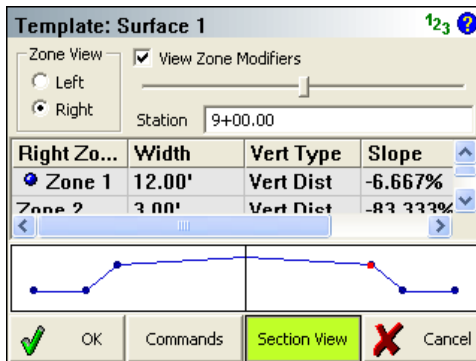 Template: Surface 1
123 ?
Zone View
Left
Right
View Zone Modifiers
Station 9+00.00
Right Zo... Width Vert Type Slope
Zone 1 12.00' Vert Dist -6.667%
Zone 2 3.00' Vert Dist -83.333%
OK Commands Section View Cancel